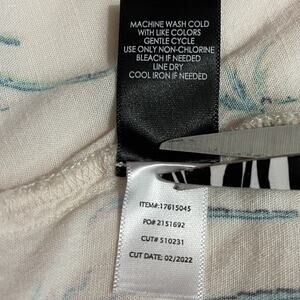 MACHINE WASH COLD
WITH LIKE COLORS
GENTLE CYCLE
USE ONLY NON-CHLORINE
BLEACH IF NEEDED
LINE DRY
COOL IRON IF NEEDED
ITEM#:17615045
PO# 2151692
CUT# 510231
CUT DATE: 02/2022